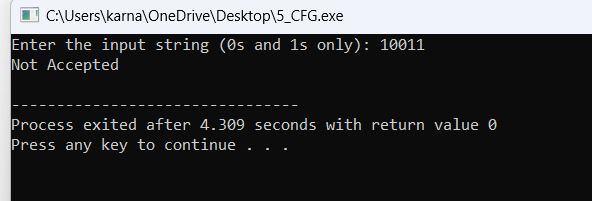 C:\Users\karna\OneDrive\Desktop\5_CFG.exe
Enter the input string (0s and 1s only): 10011
Not Accepted
--------------------------------
Process exited after 4.309 seconds with return value 0
Press any key to continue . . .